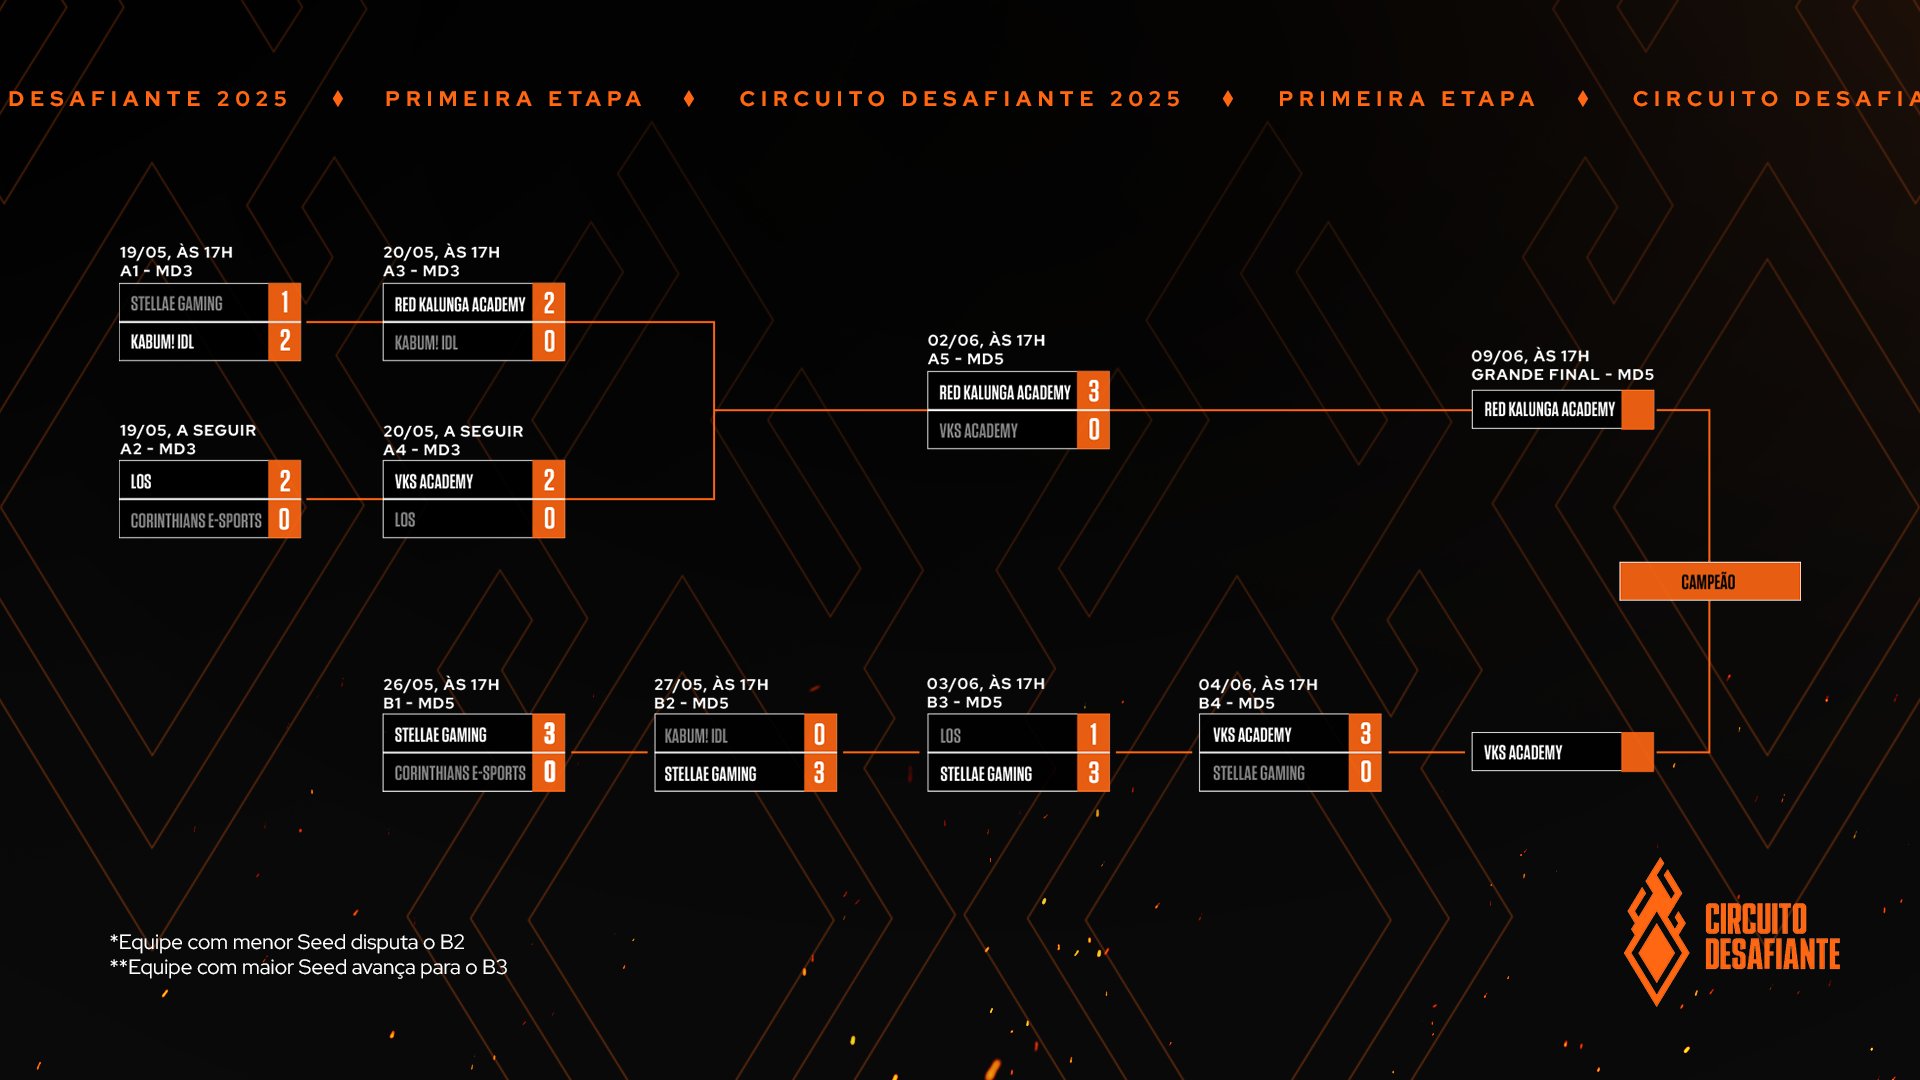 DESAFIANTE 2025 ♦ PRIMEIRA ETAPA ♦ CIRCUITO DESAFIANTE 2025 ♦ PRIMEIRA ETAPA ♦ CIRCUITO DESAFIA
19/05, ÀS 17H
A1 - MD3
STELLAE GAMING 1
KABUM! IDL 2
20/05, ÀS 17H
A3 - MD3
RED KALUNGA ACADEMY 2
KABUM! IDL 0
19/05, A SEGUIR
A2 - MD3
LOS 2
CORINTHIANS E-SPORTS 0
20/05, A SEGUIR
A4 - MD3
VKS ACADEMY 2
LOS 0
02/06, ÀS 17H
A5 - MD5
RED KALUNGA ACADEMY 3
VKS ACADEMY 0
09/06, ÀS 17H
GRANDE FINAL - MD5
RED KALUNGA ACADEMY
CAMPEÃO
26/05, ÀS 17H
B1 - MD5
STELLAE GAMING 3
CORINTHIANS E-SPORTS 0
27/05, ÀS 17H
B2 - MD5
KABUM! IDL 0
STELLAE GAMING 3
03/06, ÀS 17H
B3 - MD5
LOS 1
STELLAE GAMING 3
04/06, ÀS 17H
B4 - MD5
VKS ACADEMY 3
STELLAE GAMING 0
VKS ACADEMY
*Equipe com menor Seed disputa o B2
**Equipe com maior Seed avança para o B3
CIRCUITO
DESAFIANTE